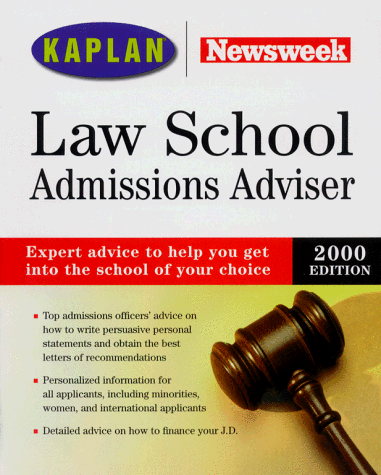 KAPLAN
Newsweek
Law School
Admissions Adviser
Expert advice to help you get
into the school of your choice
2000
EDITION
Top admissions officers' advice on
how to write persuasive personal
statements and obtain the best
letters of recommendations
Personalized information for
all applicants, including minorities,
women, and international applicants
Detailed advice on how to finance your J.D.